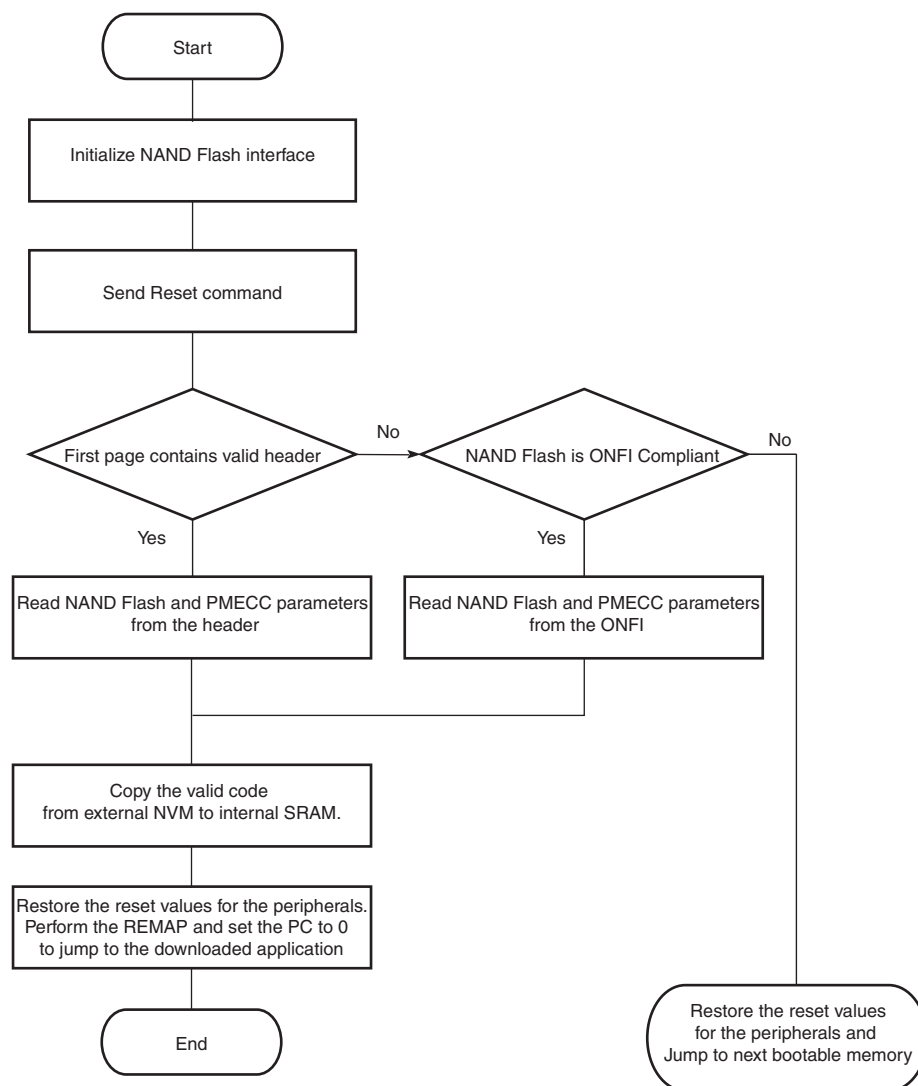 Start
Initialize NAND Flash interface
Send Reset command
First page contains valid header
No
NAND Flash is ONFI Compliant
No
Yes
Yes
Read NAND Flash and PMECC parameters
from the header
Read NAND Flash and PMECC parameters
from the ONFI
Copy the valid code
from external NVM to internal SRAM.
Restore the reset values for the peripherals.
Perform the REMAP and set the PC to 0
to jump to the downloaded application
End
Restore the reset values
for the peripherals and
Jump to next bootable memory